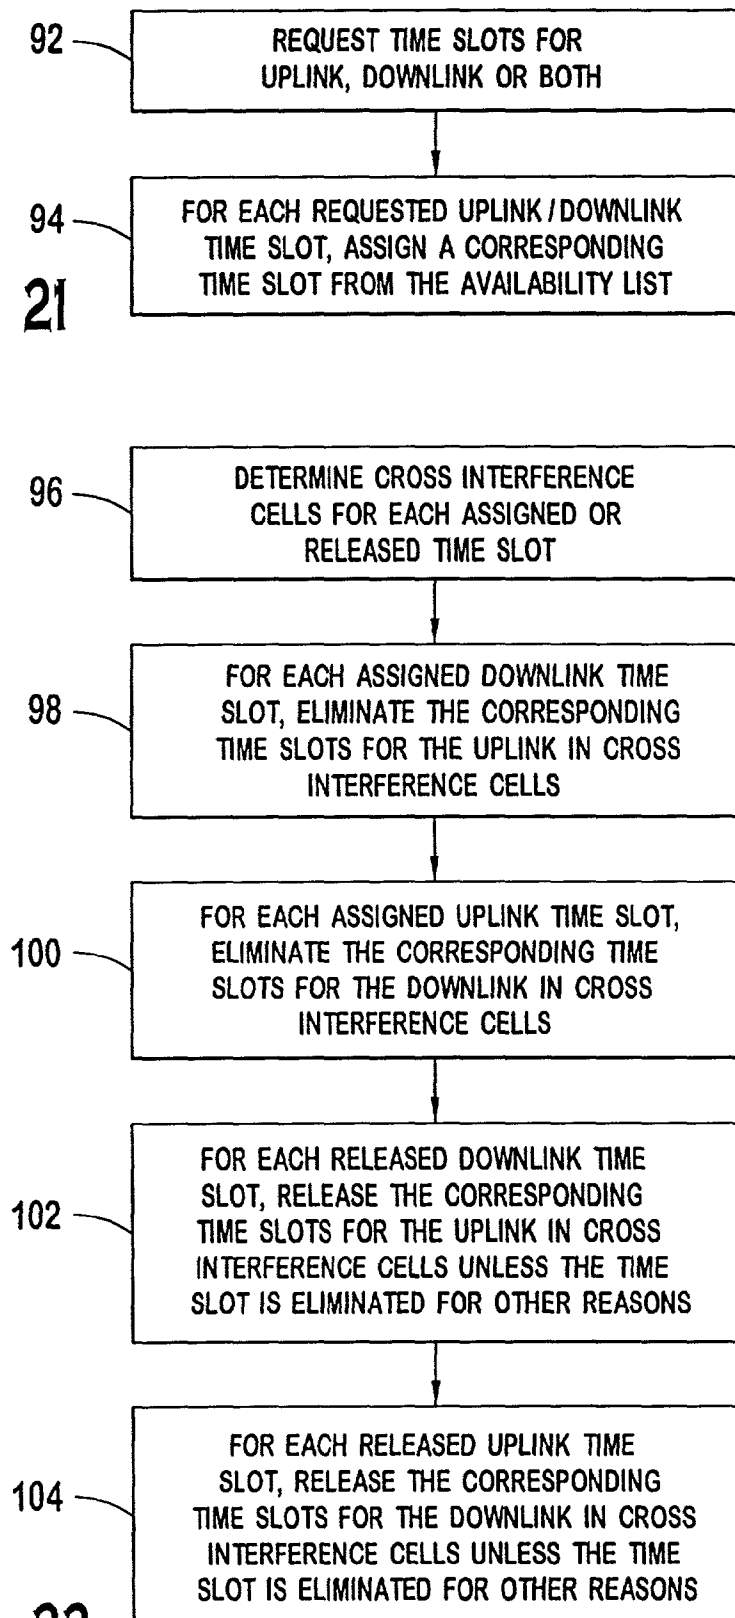 92
REQUEST TIME SLOTS FOR
UPLINK, DOWNLINK OR BOTH
94
FOR EACH REQUESTED UPLINK / DOWNLINK
TIME SLOT, ASSIGN A CORRESPONDING
TIME SLOT FROM THE AVAILABILITY LIST
21
96
DETERMINE CROSS INTERFERENCE
CELLS FOR EACH ASSIGNED OR
RELEASED TIME SLOT
98
FOR EACH ASSIGNED DOWNLINK TIME
SLOT, ELIMINATE THE CORRESPONDING
TIME SLOTS FOR THE UPLINK IN CROSS
INTERFERENCE CELLS
100
FOR EACH ASSIGNED UPLINK TIME SLOT,
ELIMINATE THE CORRESPONDING TIME
SLOTS FOR THE DOWNLINK IN CROSS
INTERFERENCE CELLS
102
FOR EACH RELEASED DOWNLINK TIME
SLOT, RELEASE THE CORRESPONDING
TIME SLOTS FOR THE UPLINK IN CROSS
INTERFERENCE CELLS UNLESS THE TIME
SLOT IS ELIMINATED FOR OTHER REASONS
104
FOR EACH RELEASED UPLINK TIME
SLOT, RELEASE THE CORRESPONDING
TIME SLOTS FOR THE DOWNLINK IN CROSS
INTERFERENCE CELLS UNLESS THE TIME
SLOT IS ELIMINATED FOR OTHER REASONS